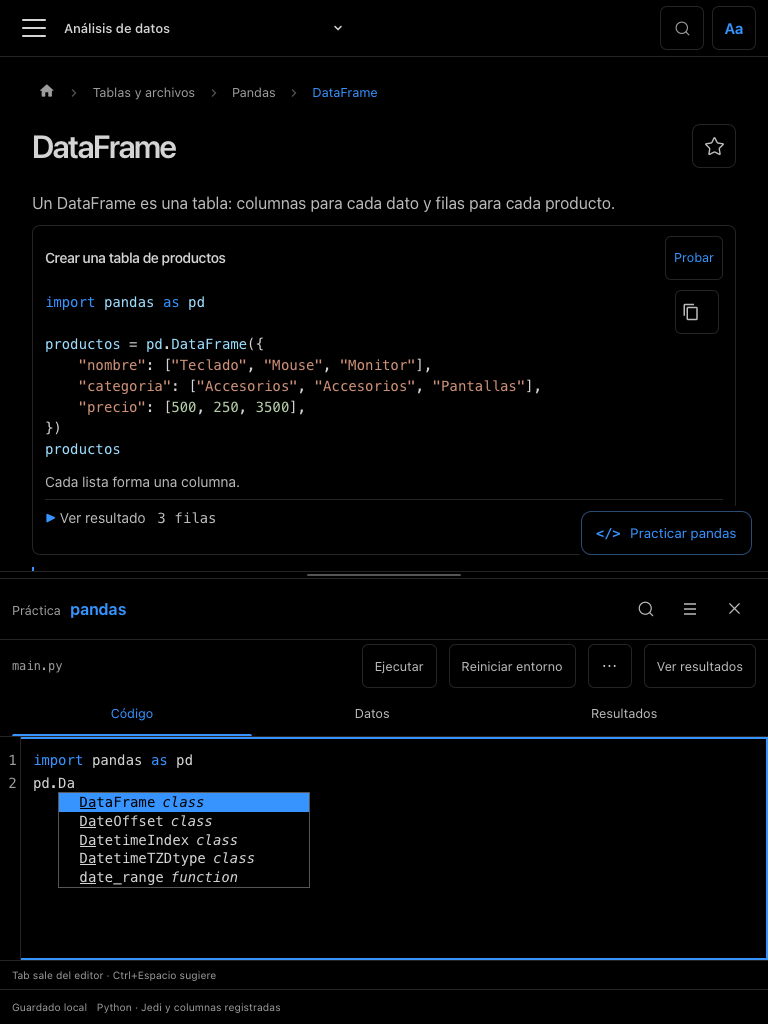 Análisis de datos
Aa
Tablas y archivos > Pandas > DataFrame
DataFrame
Un DataFrame es una tabla: columnas para cada dato y filas para cada producto.
Crear una tabla de productos
Probar
import pandas as pd
productos = pd.DataFrame({
    "nombre": ["Teclado", "Mouse", "Monitor"],
    "categoria": ["Accesorios", "Accesorios", "Pantallas"],
    "precio": [500, 250, 3500],
})
productos
Cada lista forma una columna.
Ver resultado 3 filas
</> Practicar pandas
Práctica pandas
main.py
Ejecutar
Reiniciar entorno
...
Ver resultados
Código
Datos
Resultados
1 import pandas as pd
2 pd.Da
DataFrame class
DateOffset class
DatetimeIndex class
DatetimeTZDtype class
date_range function
Tab sale del editor · Ctrl+Espacio sugiere
Guardado local Python · Jedi y columnas registradas